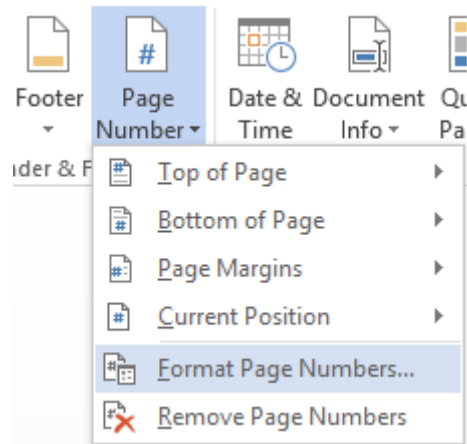 Footer
Page
Number
Date &
Time
Document
Info
#
Top of Page
Bottom of Page
Page Margins
Current Position
Format Page Numbers...
Remove Page Numbers